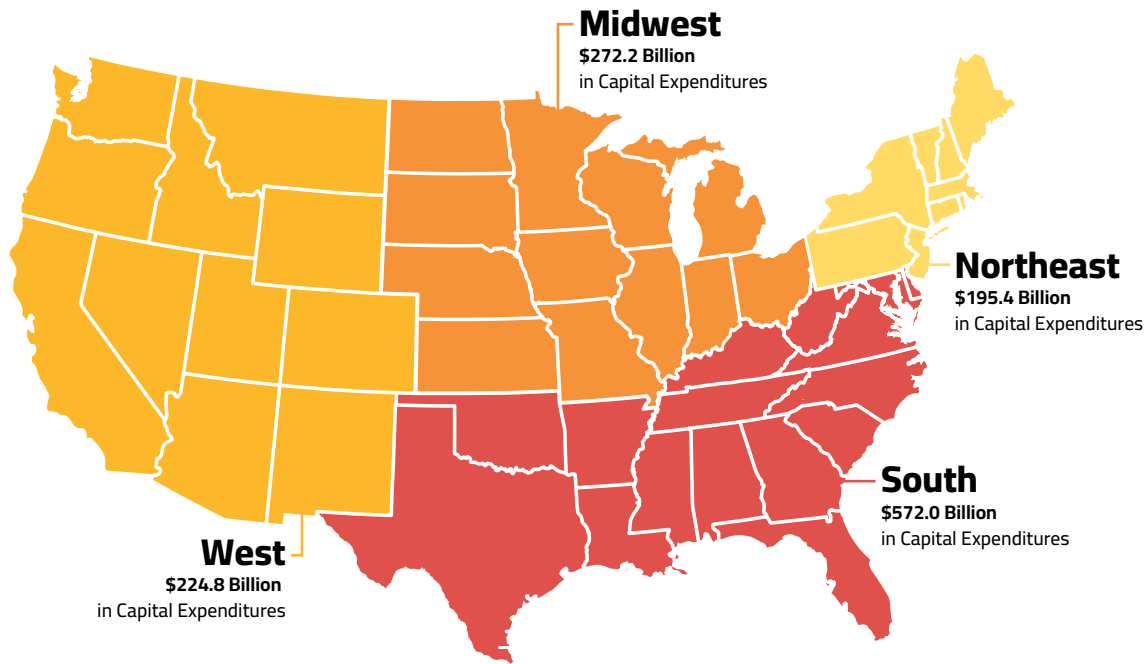 Midwest
$272.2 Billion
in Capital Expenditures
Northeast
$195.4 Billion
in Capital Expenditures
South
$572.0 Billion
in Capital Expenditures
West
$224.8 Billion
in Capital Expenditures